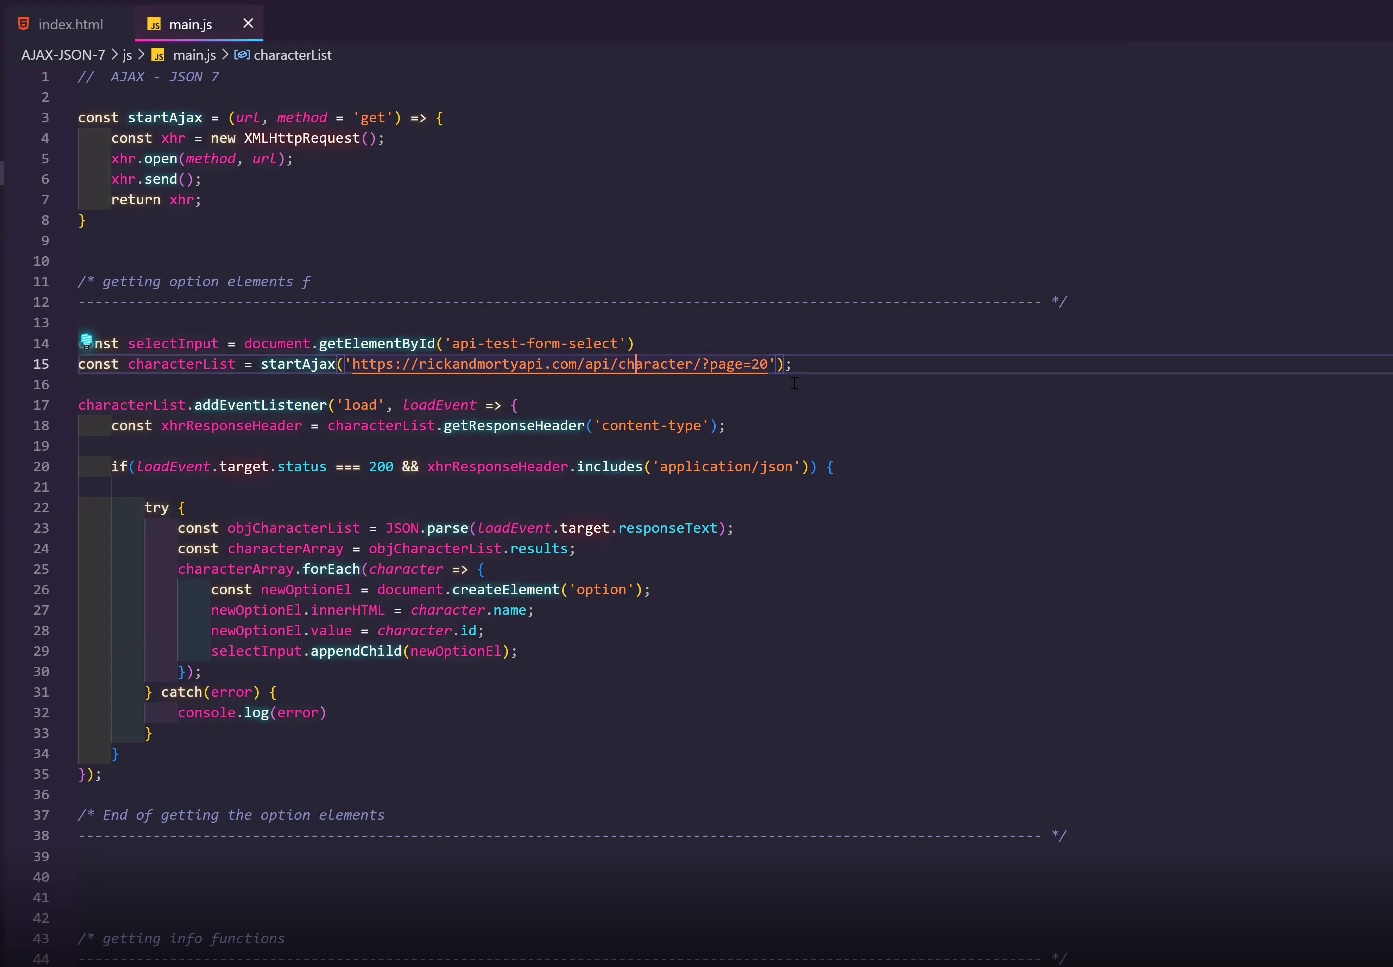 index.html
JS main.js ×
AJAX-JSON-7 > js > JS main.js > characterList
1 // AJAX - JSON 7
2
3 const startAjax = (url, method = 'get') => {
4 const xhr = new XMLHttpRequest();
5 xhr.open(method, url);
6 xhr.send();
7 return xhr;
8 }
9
10
11 /* getting option elements ƒ
12 -------------------------------------------------------------------------------------------------------------------- */
13
14 nst selectInput = document.getElementById('api-test-form-select')
15 const characterList = startAjax('https://rickandmortyapi.com/api/character/?page=20');
16
17 characterList.addEventListener('load', loadEvent => {
18 const xhrResponseHeader = characterList.getResponseHeader('content-type');
19
20 if(loadEvent.target.status === 200 && xhrResponseHeader.includes('application/json')) {
21
22 try {
23 const objCharacterList = JSON.parse(loadEvent.target.responseText);
24 const characterArray = objCharacterList.results;
25 characterArray.forEach(character => {
26 const newOptionEl = document.createElement('option');
27 newOptionEl.innerHTML = character.name;
28 newOptionEl.value = character.id;
29 selectInput.appendChild(newOptionEl);
30 });
31 } catch(error) {
32 console.log(error)
33 }
34 }
35 });
36
37 /* End of getting the option elements
38 -------------------------------------------------------------------------------------------------------------------- */
39
40
41
42
43 /* getting info functions
44 -------------------------------------------------------------------------------------------------------------------- */